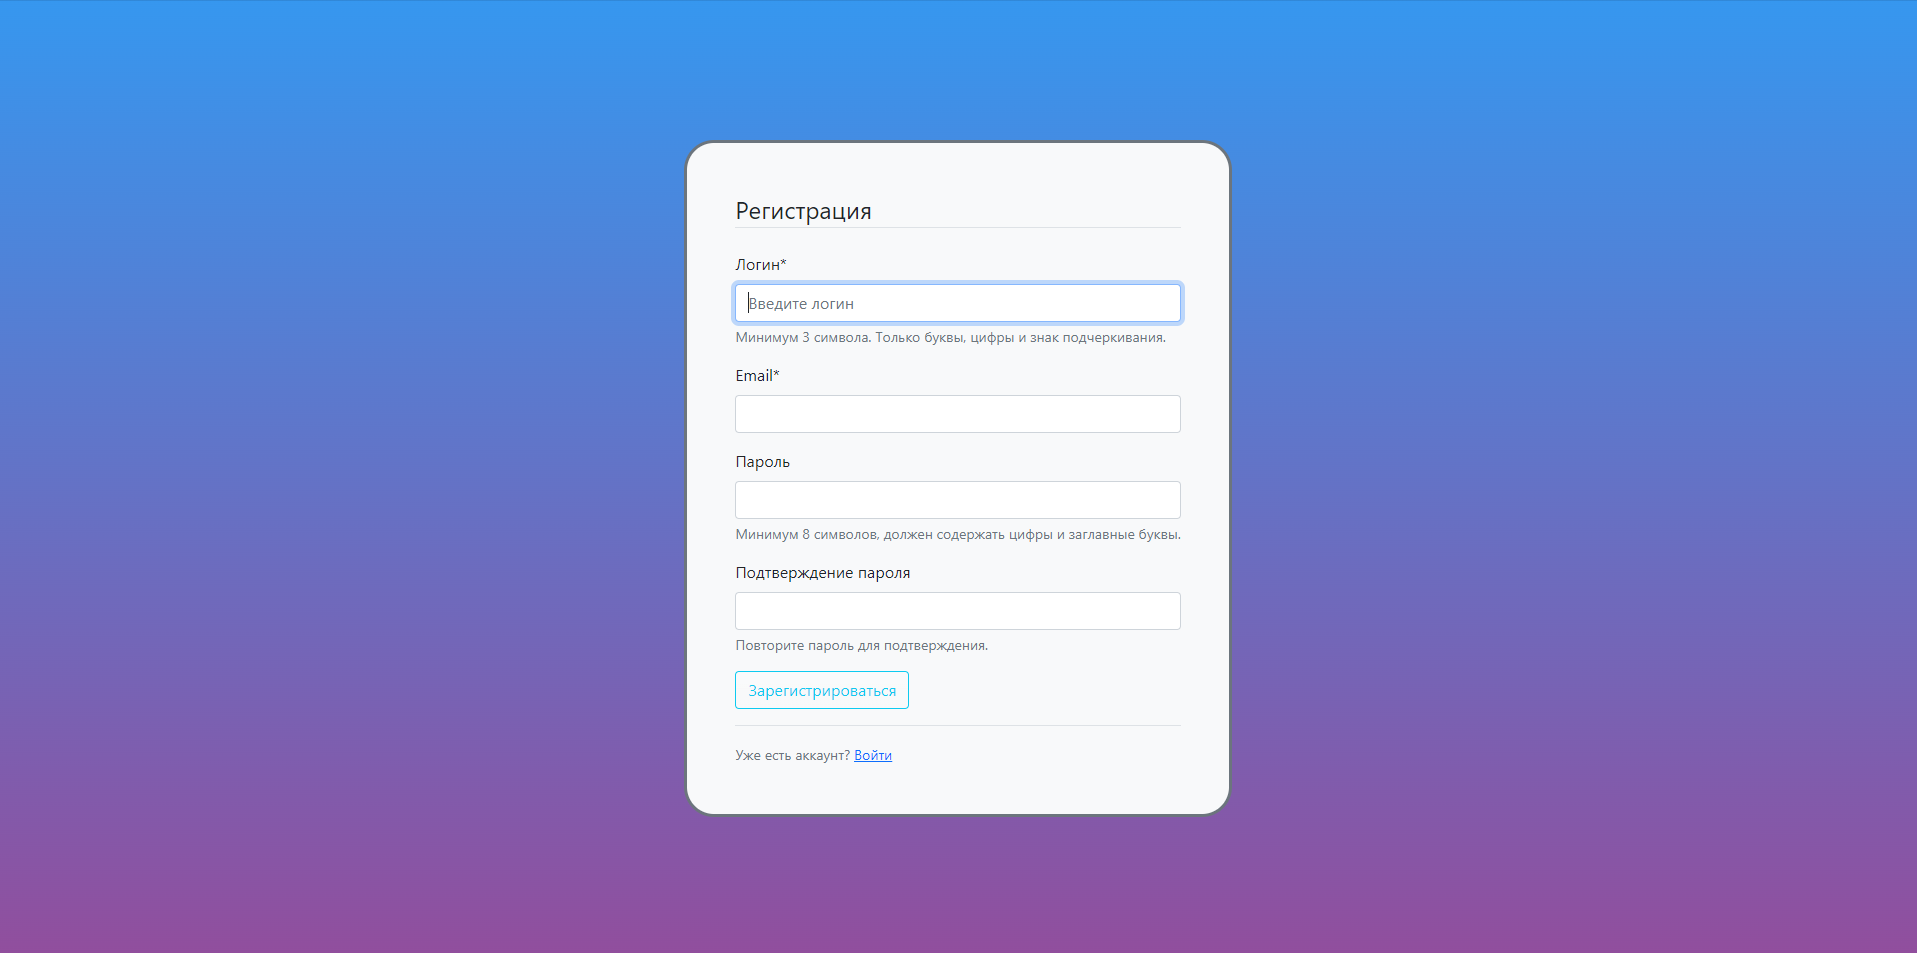 Регистрация
Логин*
Введите логин
Минимум 3 символа. Только буквы, цифры и знак подчеркивания.
Email*
Пароль
Минимум 8 символов, должен содержать цифры и заглавные буквы.
Подтверждение пароля
Повторите пароль для подтверждения.
Зарегистрироваться
Уже есть аккаунт? Войти